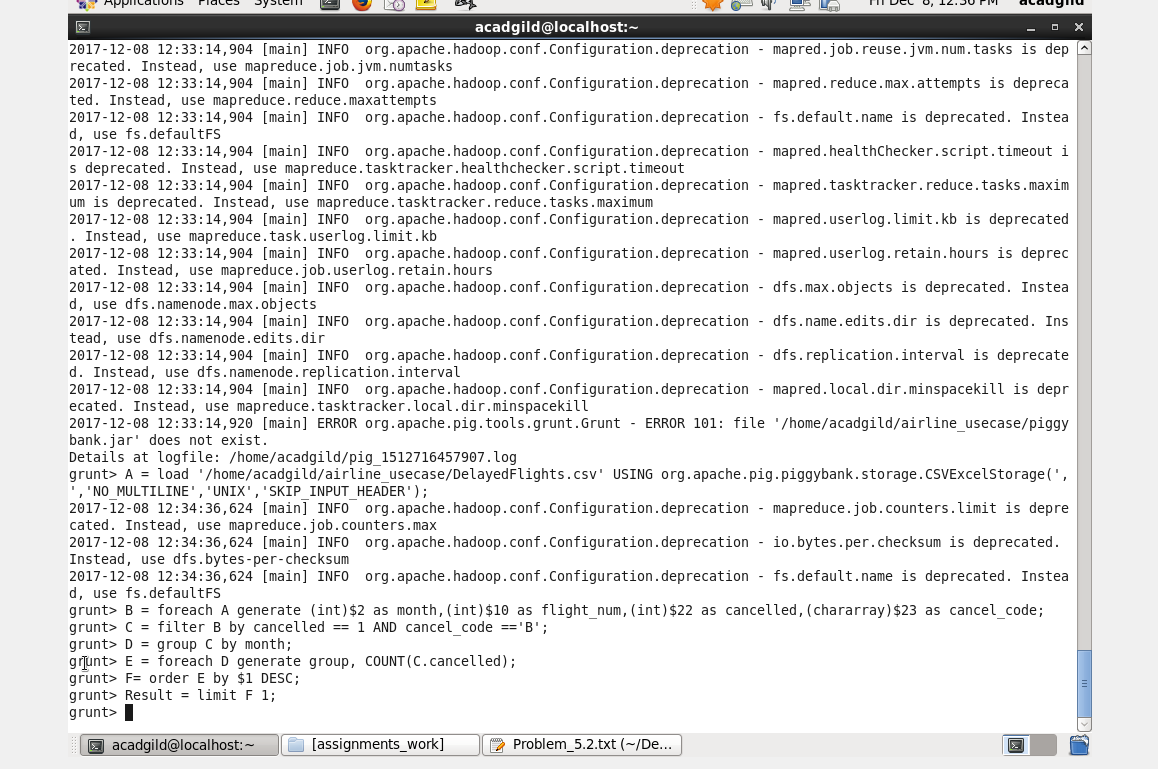 Applications Places System Fri Dec 8, 12:36 PM acadgild
acadgild@localhost:~
2017-12-08 12:33:14,904 [main] INFO  org.apache.hadoop.conf.Configuration.deprecation - mapred.job.reuse.jvm.num.tasks is dep
recated. Instead, use mapreduce.job.jvm.numtasks
2017-12-08 12:33:14,904 [main] INFO  org.apache.hadoop.conf.Configuration.deprecation - mapred.reduce.max.attempts is depreca
ted. Instead, use mapreduce.reduce.maxattempts
2017-12-08 12:33:14,904 [main] INFO  org.apache.hadoop.conf.Configuration.deprecation - fs.default.name is deprecated. Instea
d, use fs.defaultFS
2017-12-08 12:33:14,904 [main] INFO  org.apache.hadoop.conf.Configuration.deprecation - mapred.healthChecker.script.timeout i
s deprecated. Instead, use mapreduce.tasktracker.healthchecker.script.timeout
2017-12-08 12:33:14,904 [main] INFO  org.apache.hadoop.conf.Configuration.deprecation - mapred.tasktracker.reduce.tasks.maxim
um is deprecated. Instead, use mapreduce.tasktracker.reduce.tasks.maximum
2017-12-08 12:33:14,904 [main] INFO  org.apache.hadoop.conf.Configuration.deprecation - mapred.userlog.limit.kb is deprecated
. Instead, use mapreduce.task.userlog.limit.kb
2017-12-08 12:33:14,904 [main] INFO  org.apache.hadoop.conf.Configuration.deprecation - mapred.userlog.retain.hours is deprec
ated. Instead, use mapreduce.job.userlog.retain.hours
2017-12-08 12:33:14,904 [main] INFO  org.apache.hadoop.conf.Configuration.deprecation - dfs.max.objects is deprecated. Instea
d, use dfs.namenode.max.objects
2017-12-08 12:33:14,904 [main] INFO  org.apache.hadoop.conf.Configuration.deprecation - dfs.name.edits.dir is deprecated. Ins
tead, use dfs.namenode.edits.dir
2017-12-08 12:33:14,904 [main] INFO  org.apache.hadoop.conf.Configuration.deprecation - dfs.replication.interval is deprecate
d. Instead, use dfs.namenode.replication.interval
2017-12-08 12:33:14,904 [main] INFO  org.apache.hadoop.conf.Configuration.deprecation - mapred.local.dir.minspacekill is depr
ecated. Instead, use mapreduce.tasktracker.local.dir.minspacekill
2017-12-08 12:33:14,920 [main] ERROR org.apache.pig.tools.grunt.Grunt - ERROR 101: file '/home/acadgild/airline_usecase/piggy
bank.jar' does not exist.
Details at logfile: /home/acadgild/pig_1512716457907.log
grunt> A = load '/home/acadgild/airline_usecase/DelayedFlights.csv' USING org.apache.pig.piggybank.storage.CSVExcelStorage(',
','NO_MULTILINE','UNIX','SKIP_INPUT_HEADER');
2017-12-08 12:34:36,624 [main] INFO  org.apache.hadoop.conf.Configuration.deprecation - mapreduce.job.counters.limit is depre
cated. Instead, use mapreduce.job.counters.max
2017-12-08 12:34:36,624 [main] INFO  org.apache.hadoop.conf.Configuration.deprecation - io.bytes.per.checksum is deprecated.
Instead, use dfs.bytes-per-checksum
2017-12-08 12:34:36,624 [main] INFO  org.apache.hadoop.conf.Configuration.deprecation - fs.default.name is deprecated. Instea
d, use fs.defaultFS
grunt> B = foreach A generate (int)$2 as month,(int)$10 as flight_num,(int)$22 as cancelled,(chararray)$23 as cancel_code;
grunt> C = filter B by cancelled == 1 AND cancel_code =='B';
grunt> D = group C by month;
grunt> E = foreach D generate group, COUNT(C.cancelled);
grunt> F= order E by $1 DESC;
grunt> Result = limit F 1;
grunt>
acadgild@localhost:~ [assignments_work] Problem_5.2.txt (~/De...